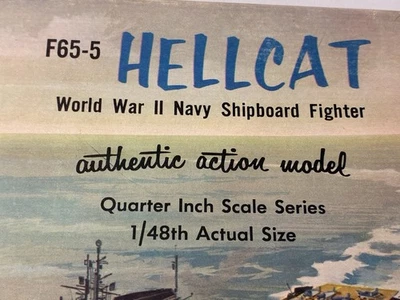 F65-5 HELLCAT
World War II Navy Shipboard Fighter
authentic action model
Quarter Inch Scale Series
1/48th Actual Size